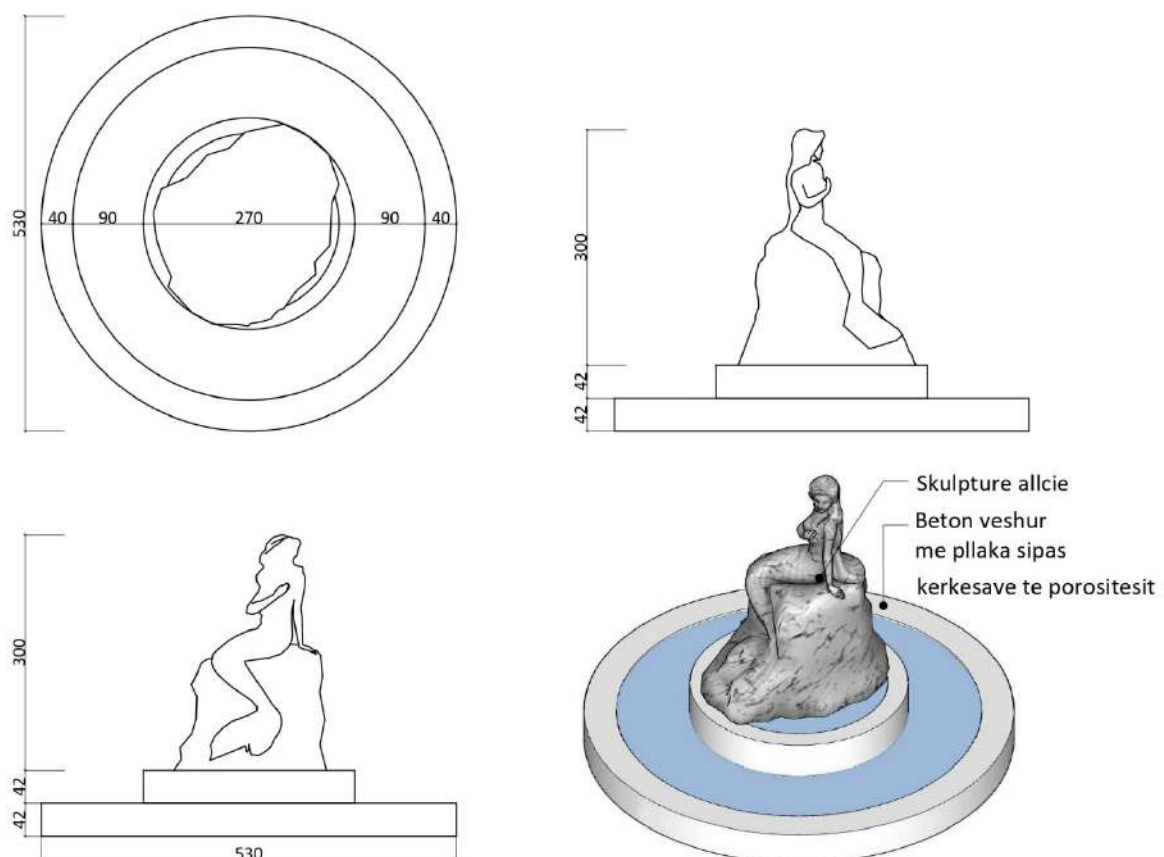 530
40 90 270 90 40
300
42
42
Skulpture allcie
Beton veshur
me pllaka sipas
kerkesave te porositesit
300
42
42
530